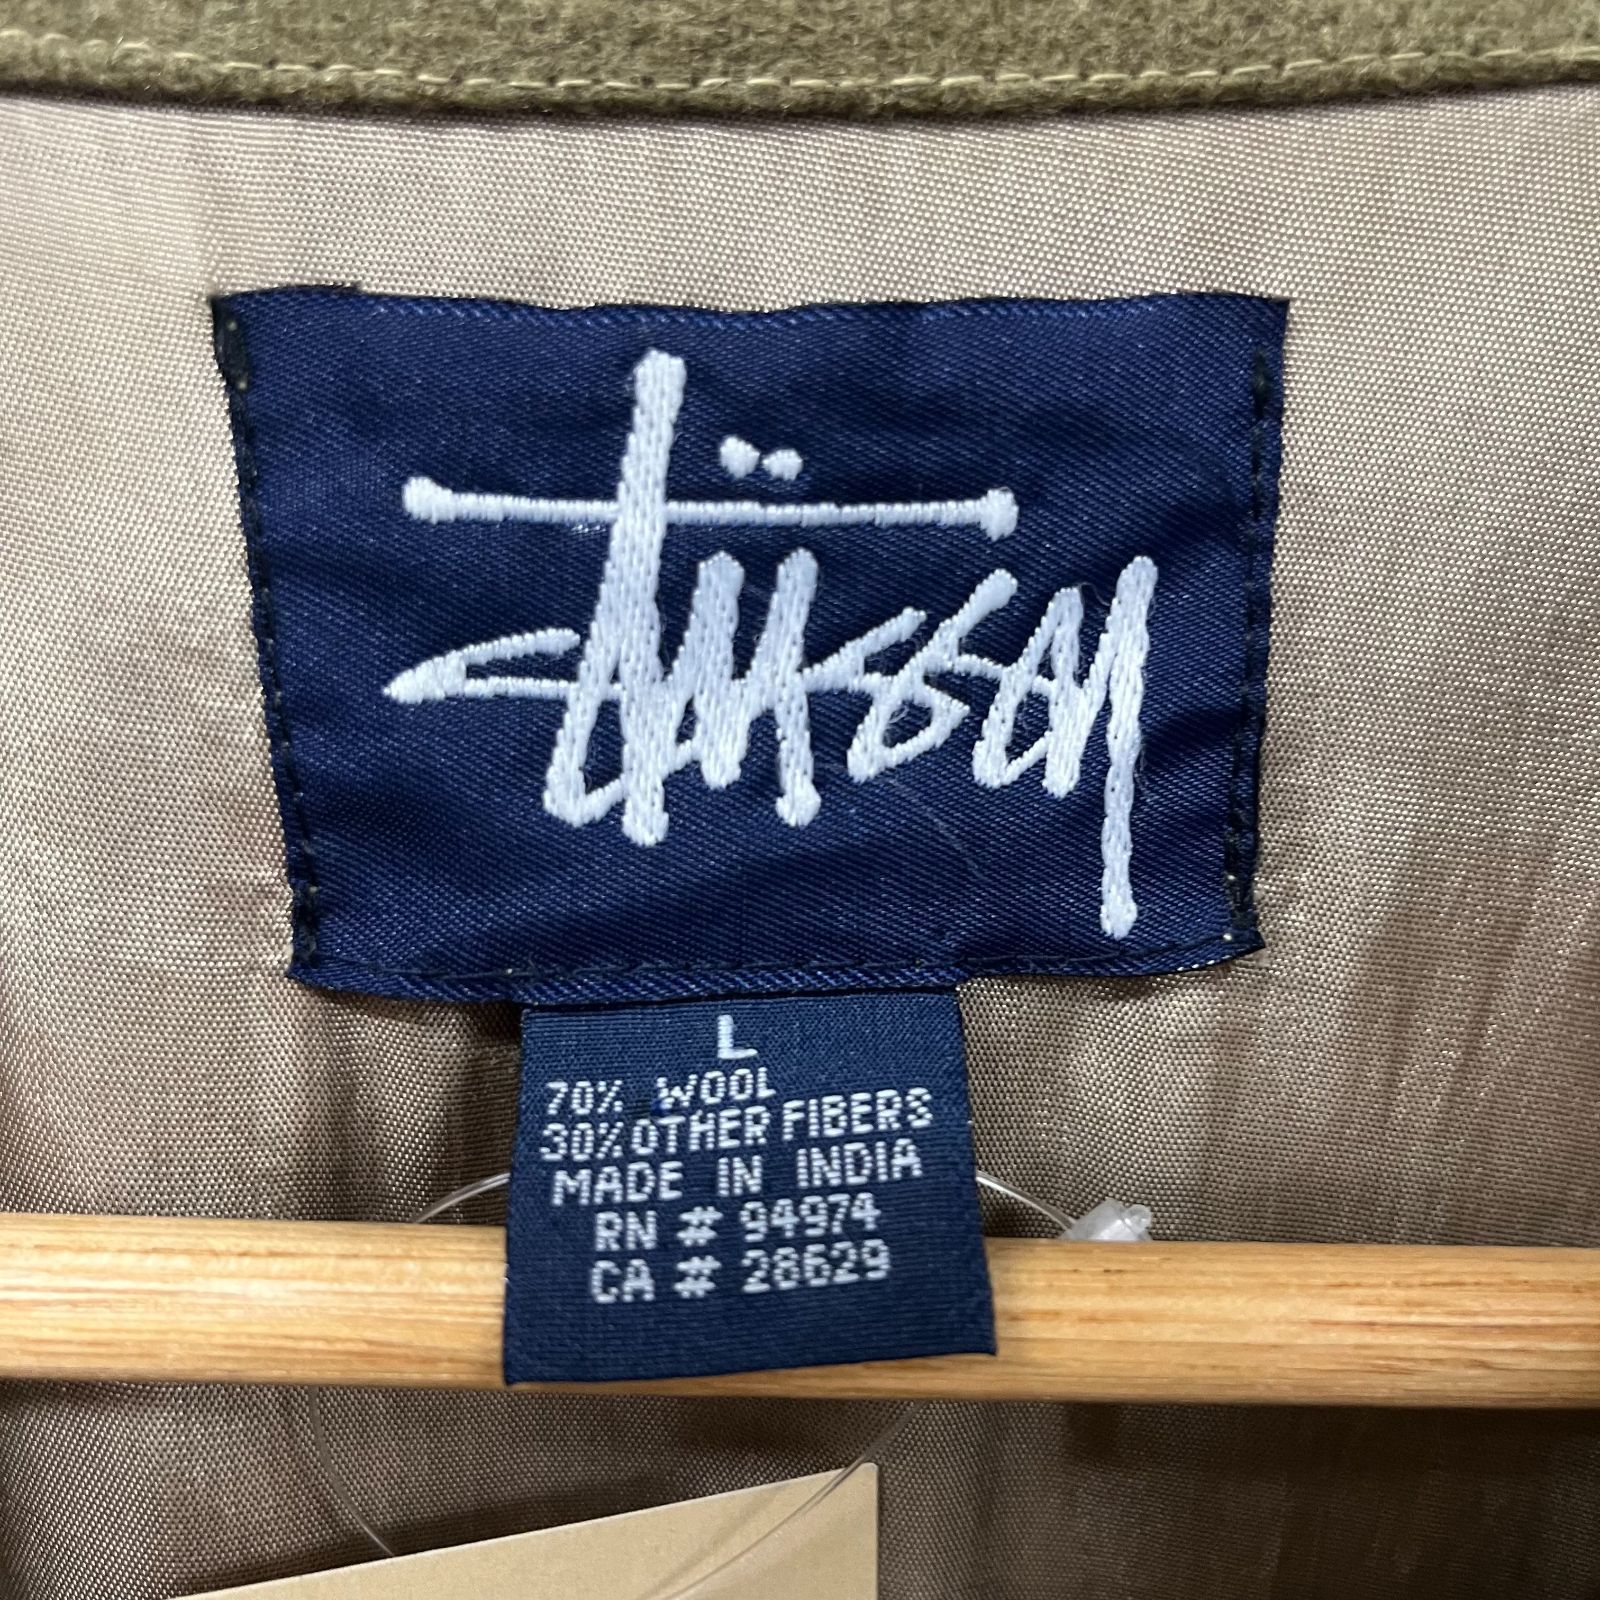 Stüssy
L
70% WOOL
30% OTHER FIBERS
MADE IN INDIA
RN # 94974
CA # 28629